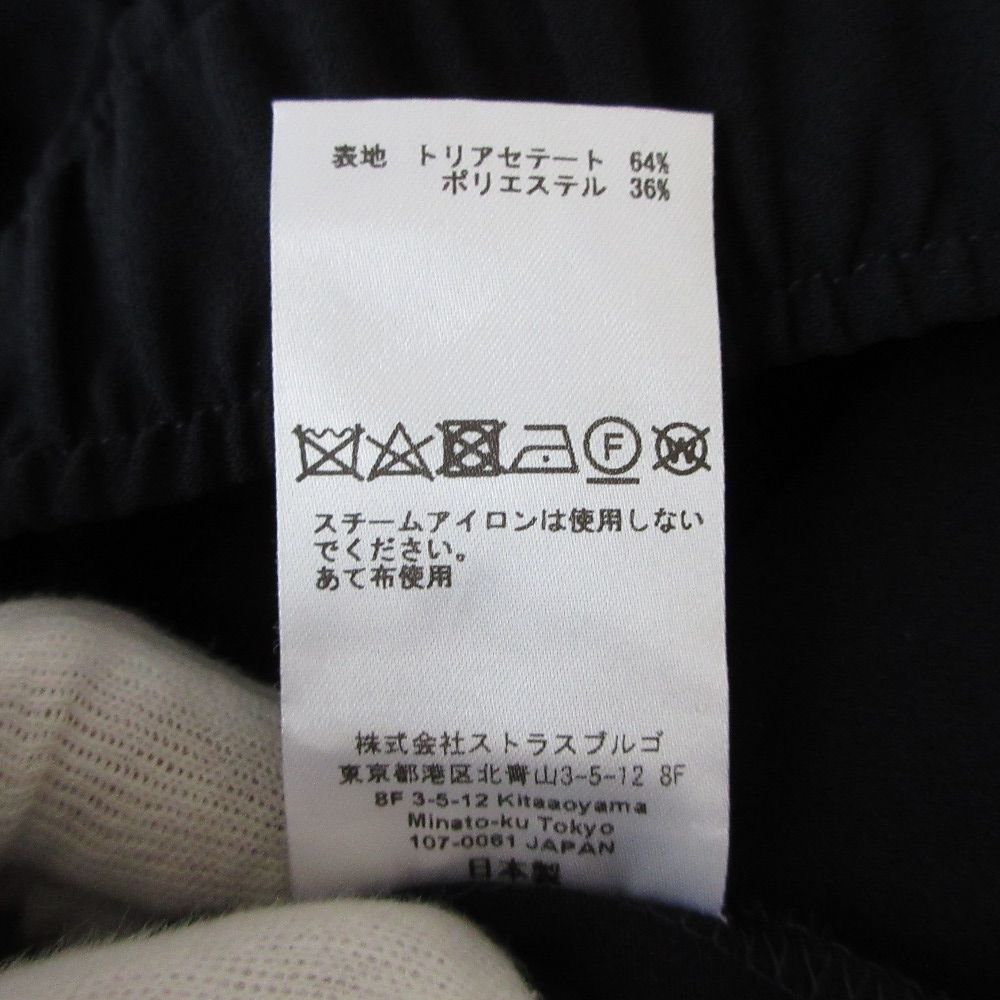 表地 トリアセテート 64%
ポリエステル 36%
F
W
スチームアイロンは使用しない
でください。
あて布使用
株式会社ストラスブルゴ
東京都港区北青山3-5-12 8F
8F 3-5-12 Kitaaoyama
Minato-ku Tokyo
107-0061 JAPAN
日本製